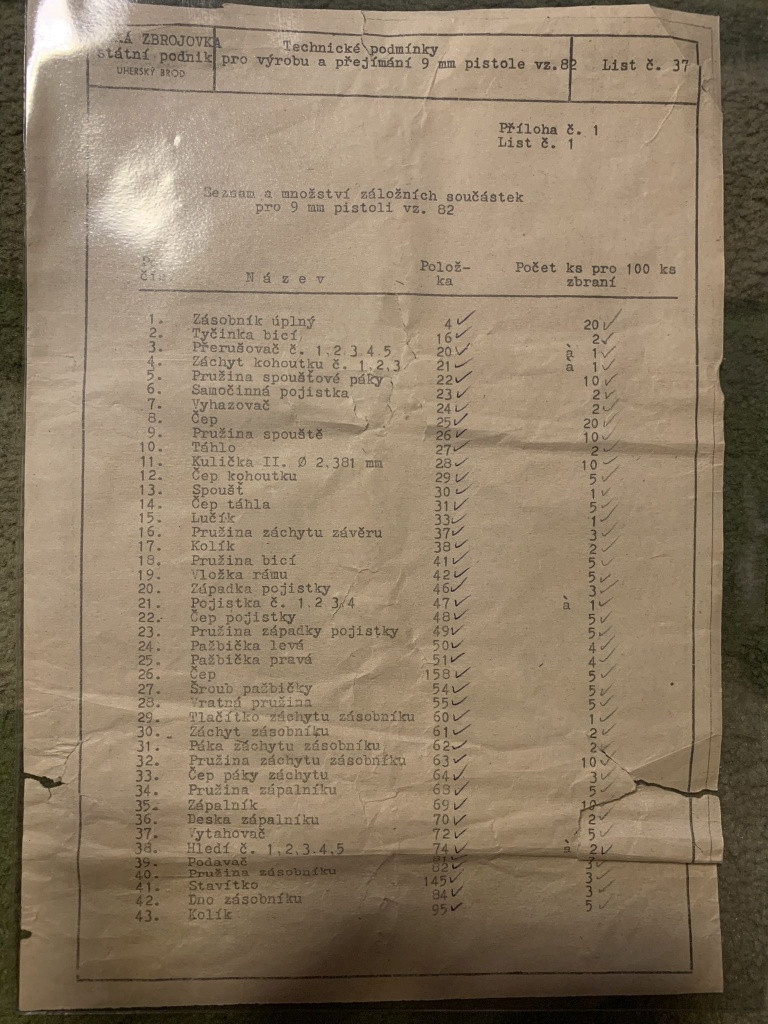 KÁ ZBROJOVKA
státní podnik
UHERSKÝ BROD
Technické podmínky
pro výrobu a přejímání 9 mm pistole vz.82
List č. 37
Příloha č. 1
List č. 1
Seznam a množství záložních součástek
pro 9 mm pistoli vz. 82
Název Polož-ka Počet ks pro 100 ks zbraní
1. Zásobník úplný 4 20
2. Tyčinka bicí 16 2
3. Přerušovač č. 1,2,3,4,5 20 à 1
4. Záchyt kohoutku č. 1,2,3 21 à 1
5. Pružina spoušťové páky 22 10
6. Samočinná pojistka 23 2
7. Vyhazovač 24 2
8. Čep 25 20
9. Pružina spouště 26 10
10. Táhlo 27 2
11. Kulička II. Ø 2,381 mm 28 10
12. Čep kohoutku 29 5
13. Spoušť 30 1
14. Čep táhla 31 5
15. Lučík 33 1
16. Pružina záchytu závěru 37 3
17. Kolík 38 2
18. Pružina bicí 41 5
19. Vložka rámu 42 5
20. Západka pojistky 46 3
21. Pojistka č. 1 2 3 4 47 à 1
22. Čep pojistky 48 5
23. Pružina západky pojistky 49 5
24. Pažbička levá 50 4
25. Pažbička pravá 51 4
26. Čep 158 5
27. Šroub pažbičky 54 5
28. Vratná pružina 55 5
29. Tlačítko záchytu zásobníku 60 1
30. Záchyt zásobníku 61 2
31. Páka záchytu zásobníku 62 2
32. Pružina záchytu zásobníku 63 10
33. Čep páky záchytu 64 3
34. Pružina zápalníku 68 5
35. Zápalník 69 10
36. Deska zápalníku 70 2
37. Vytahovač 72 5
38. Hledí č. 1,2,3,4,5 74 à 2
39. Podavač 81 3
40. Pružina zásobníku 82 3
41. Stavítko 145 3
42. Dno zásobníku 84 3
43. Kolík 95 5